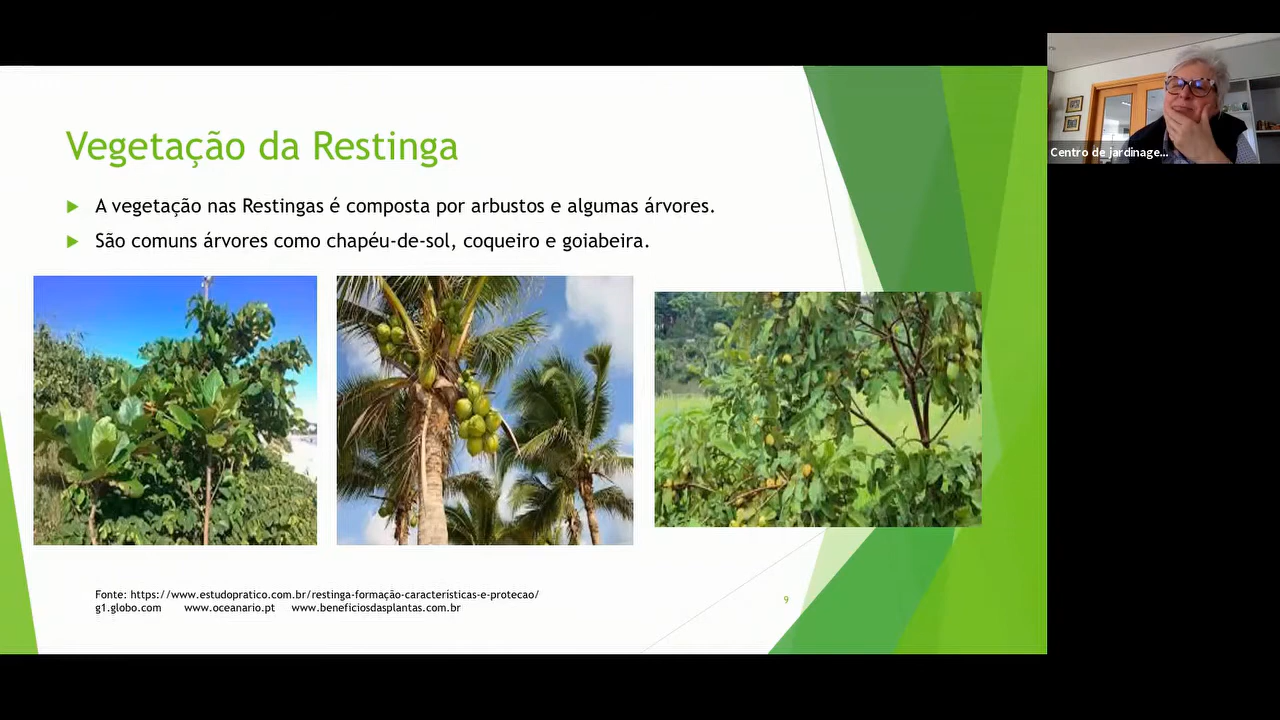 Vegetação da Restinga
A vegetação nas Restingas é composta por arbustos e algumas árvores.
São comuns árvores como chapéu-de-sol, coqueiro e goiabeira.
Fonte: https://www.estudopratico.com.br/restinga-formação-características-e-protecao/
g1.globo.com www.oceanario.pt www.beneficiosdasplantas.com.br
9
Centro de jardinage...